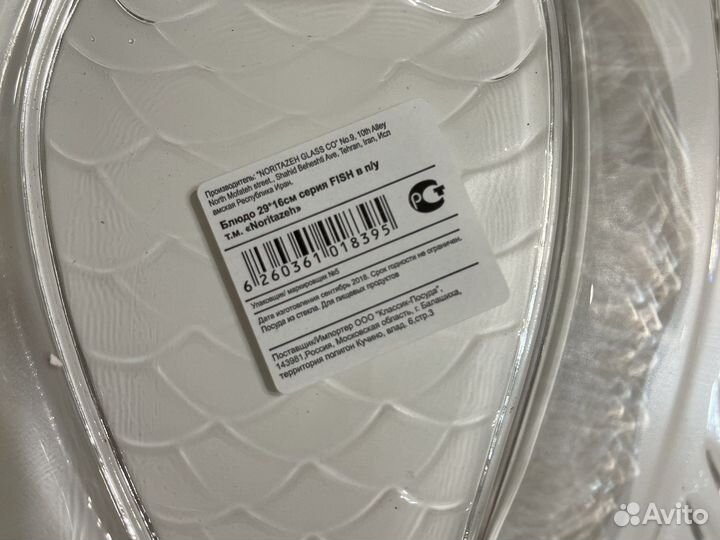 Производитель: "NORITAZEH GLASS CO" No.9, 10th Alley
North Mofateh street,, Shahid Beheshti Ave, Tehran, Iran, Исл
амская Республика Иран.
Блюдо 29*16см серия FISH в п/у
т.м. «Noritazeh»
РСТ
6 260361 018395
Упаковщик/ маркировщик №5
Дата изготовления сентябрь 2018. Срок годности не ограничен.
Посуда из стекла. Для пищевых продуктов
Поставщик/Импортер ООО "Классик-Посуда",
143981,Россия, Московская область, г. Балашиха,
территория полигон Кучино, влад. 6,стр.3
Avito